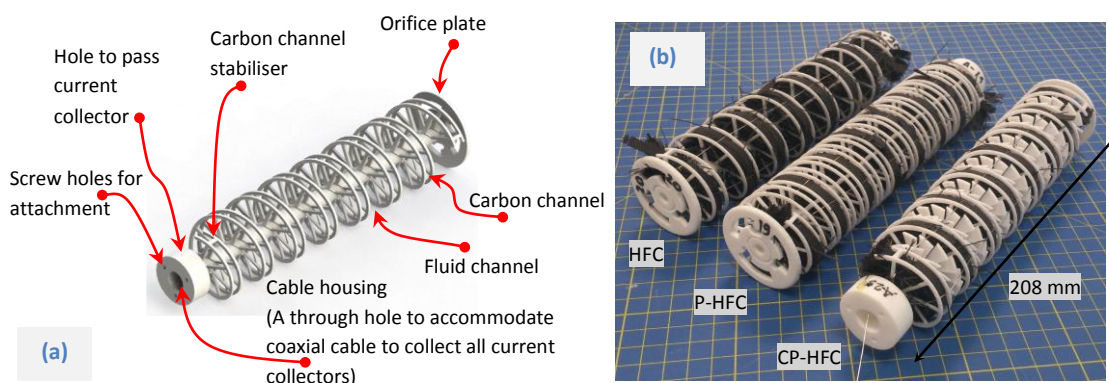 Orifice plate
Hole to pass
current
collector
Carbon channel
stabiliser
Screw holes for
attachment
Carbon channel
Fluid channel
Cable housing
(A through hole to accommodate
coaxial cable to collect all current
collectors)
(a)
(b)
HFC
P-HFC
CP-HFC
208 mm